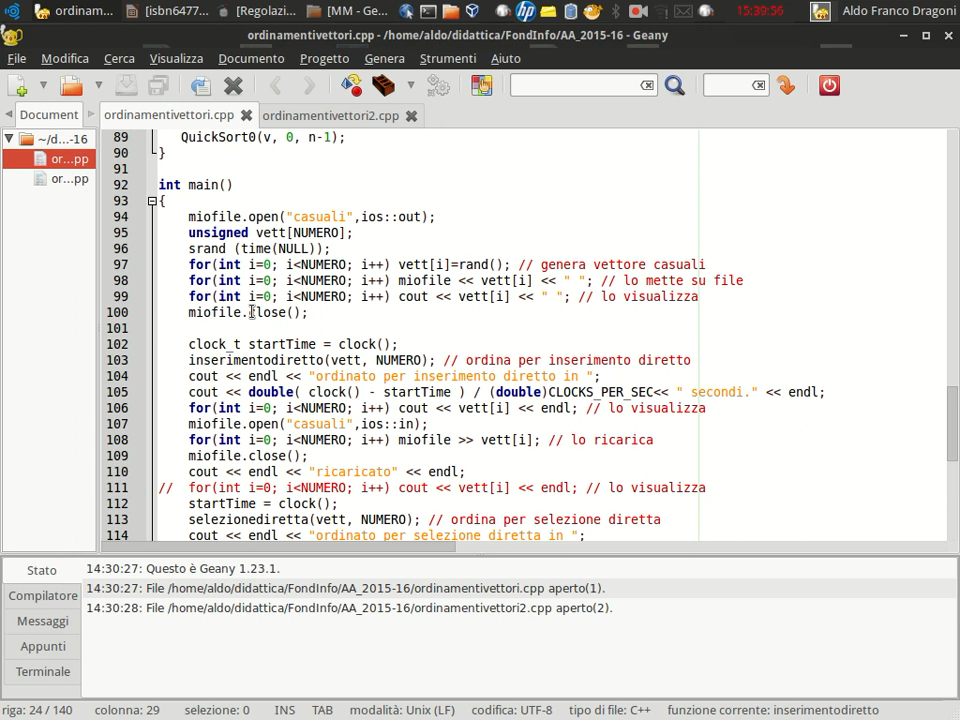 ordinam...
[isbn6477...
[Regolazi...
[MM - Ge...
15:39:56
Aldo Franco Dragoni
ordinamentivettori.cpp - /home/aldo/didattica/FondInfo/AA_2015-16 - Geany
File Modifica Cerca Visualizza Documento Progetto Genera Strumenti Aiuto
Document
ordinamentivettori.cpp
ordinamentivettori2.cpp
~/d...-16
or...pp
or...pp
89 QuickSort0(v, 0, n-1);
90 }
91
92 int main()
93 {
94 miofile.open("casuali",ios::out);
95 unsigned vett[NUMERO];
96 srand (time(NULL));
97 for(int i=0; i<NUMERO; i++) vett[i]=rand(); // genera vettore casuali
98 for(int i=0; i<NUMERO; i++) miofile << vett[i] << " "; // lo mette su file
99 for(int i=0; i<NUMERO; i++) cout << vett[i] << " "; // lo visualizza
100 miofile.close();
101
102 clock_t startTime = clock();
103 inserimentodiretto(vett, NUMERO); // ordina per inserimento diretto
104 cout << endl << "ordinato per inserimento diretto in ";
105 cout << double( clock() - startTime ) / (double)CLOCKS_PER_SEC<< " secondi." << endl;
106 for(int i=0; i<NUMERO; i++) cout << vett[i] << endl; // lo visualizza
107 miofile.open("casuali",ios::in);
108 for(int i=0; i<NUMERO; i++) miofile >> vett[i]; // lo ricarica
109 miofile.close();
110 cout << endl << "ricaricato" << endl;
111 // for(int i=0; i<NUMERO; i++) cout << vett[i] << endl; // lo visualizza
112 startTime = clock();
113 selezionediretta(vett, NUMERO); // ordina per selezione diretta
114 cout << endl << "ordinato per selezione diretta in ";
Stato
Compilatore
Messaggi
Appunti
Terminale
14:30:27: Questo è Geany 1.23.1.
14:30:27: File /home/aldo/didattica/FondInfo/AA_2015-16/ordinamentivettori.cpp aperto(1).
14:30:28: File /home/aldo/didattica/FondInfo/AA_2015-16/ordinamentivettori2.cpp aperto(2).
riga: 24 / 140 colonna: 29 selezione: 0 INS TAB modalità: Unix (LF) codifica: UTF-8 tipo di file: C++ funzione corrente: inserimentodiretto